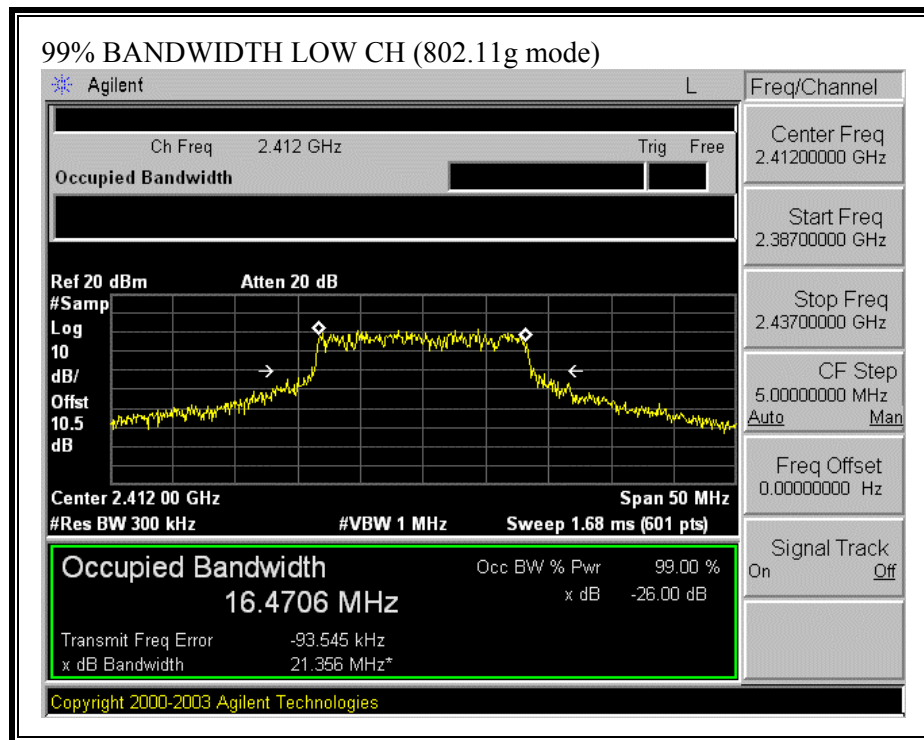 99% BANDWIDTH LOW CH (802.11g mode)
Agilent L Freq/Channel
Ch Freq 2.412 GHz Trig Free
Occupied Bandwidth
Center Freq
2.41200000 GHz
Start Freq
2.38700000 GHz
Stop Freq
2.43700000 GHz
CF Step
5.00000000 MHz
Auto Man
Freq Offset
0.00000000 Hz
Signal Track
On Off
Ref 20 dBm Atten 20 dB
#Samp
Log
10
dB/
Offst
10.5
dB
Center 2.412 00 GHz Span 50 MHz
#Res BW 300 kHz #VBW 1 MHz Sweep 1.68 ms (601 pts)
Occupied Bandwidth Occ BW % Pwr 99.00 %
16.4706 MHz x dB -26.00 dB
Transmit Freq Error -93.545 kHz
x dB Bandwidth 21.356 MHz*
Copyright 2000-2003 Agilent Technologies